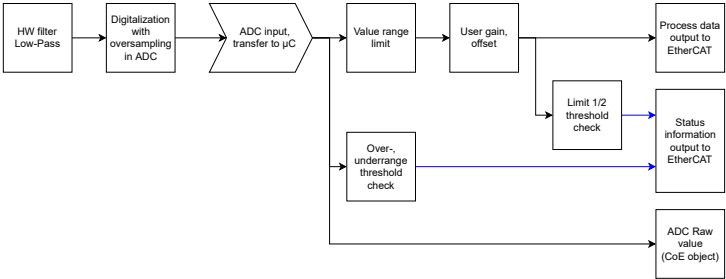 HW filter
Low-Pass
Digitalization
with
oversampling
in ADC
ADC input,
transfer to µC
Value range
limit
User gain,
offset
Process data
output to
EtherCAT
Limit 1/2
threshold
check
Status
information
output to
EtherCAT
Over-,
underrange
threshold
check
ADC Raw
value
(CoE object)